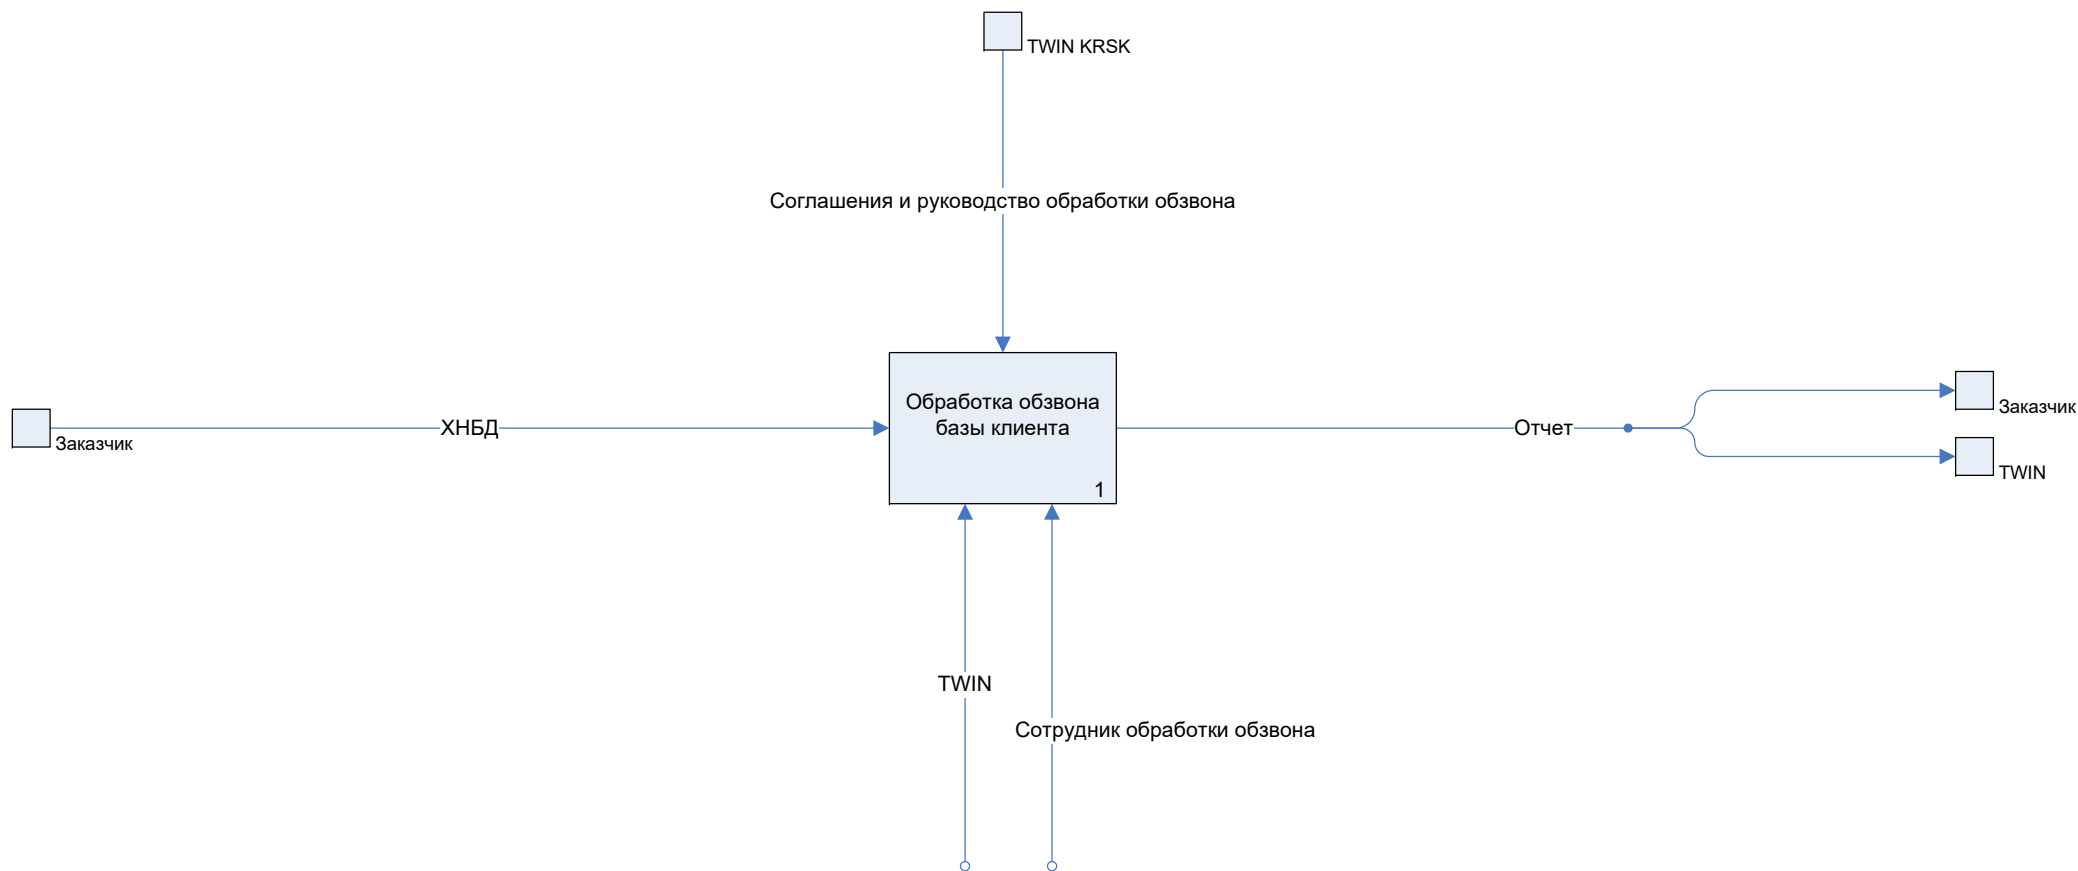 TWIN KRSK
Соглашения и руководство обработки обзвона
Заказчик
ХНБД
Обработка обзвона
базы клиента
1
Отчет
Заказчик
TWIN
TWIN
Сотрудник обработки обзвона